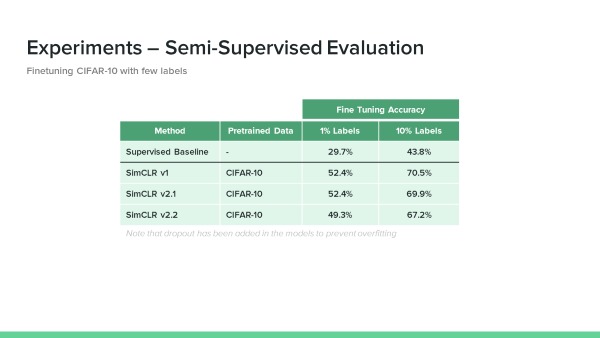 Experiments – Semi-Supervised Evaluation
Finetuning CIFAR-10 with few labels
Fine Tuning Accuracy
Method Pretrained Data 1% Labels 10% Labels
Supervised Baseline - 29.7% 43.8%
SimCLR v1 CIFAR-10 52.4% 70.5%
SimCLR v2.1 CIFAR-10 52.4% 69.9%
SimCLR v2.2 CIFAR-10 49.3% 67.2%
Note that dropout has been added in the models to prevent overfitting